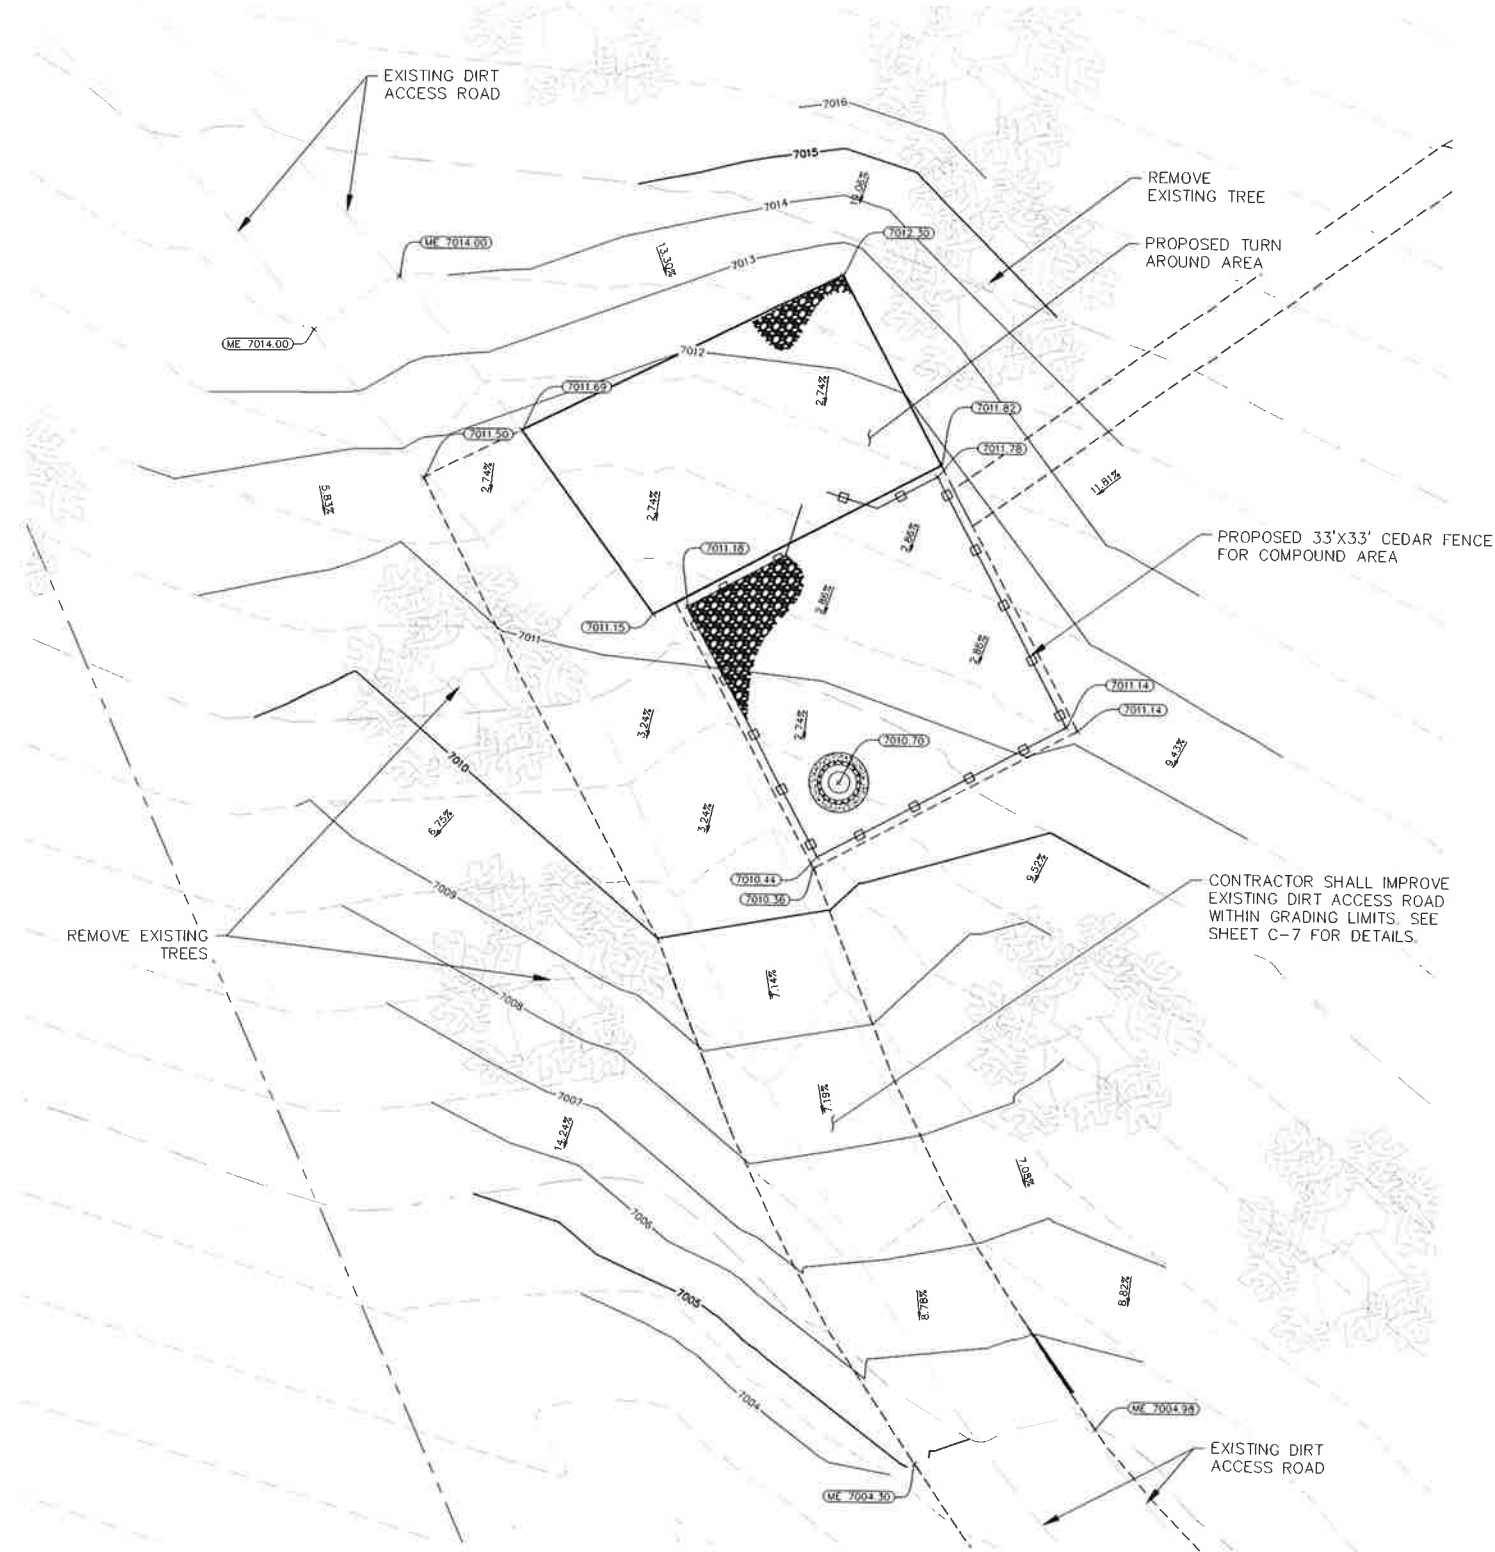 EXISTING DIRT
ACCESS ROAD
7016
7015
REMOVE
EXISTING TREE
7014
7012.30
ME 7014.00
PROPOSED TURN
AROUND AREA
13.30%
7013
ME 7014.00
7012
7011.69
2.74%
7011.82
7011.50
7011.78
2.74%
11.81%
5.83%
2.74%
PROPOSED 33'X33' CEDAR FENCE
FOR COMPOUND AREA
2.86%
7011.18
2.86%
7011.15
7011
2.86%
7011.14
7011.14
3.24%
2.74%
7010.70
9.43%
7010
6.75%
3.24%
9.52%
7010.44
7009
7010.36
CONTRACTOR SHALL IMPROVE
EXISTING DIRT ACCESS ROAD
WITHIN GRADING LIMITS. SEE
SHEET C-7 FOR DETAILS.
REMOVE EXISTING
TREES
7.14%
7008
7.19%
7007
14.24%
7.08%
7006
8.82%
7005
8.78%
7004
ME 7004.98
EXISTING DIRT
ACCESS ROAD
ME 7004.30